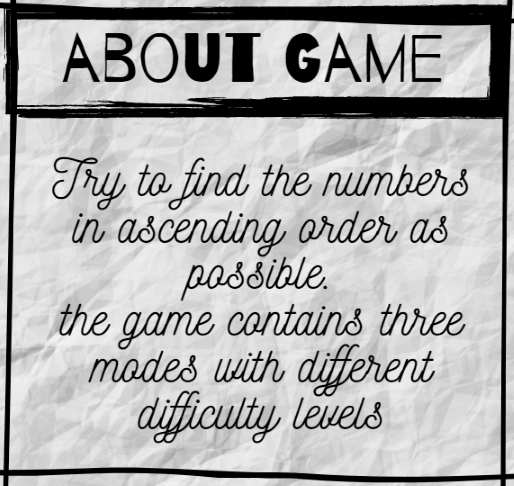 ABOUT GAME
Try to find the numbers
in ascending order as
possible.
the game contains three
modes with different
difficulty levels